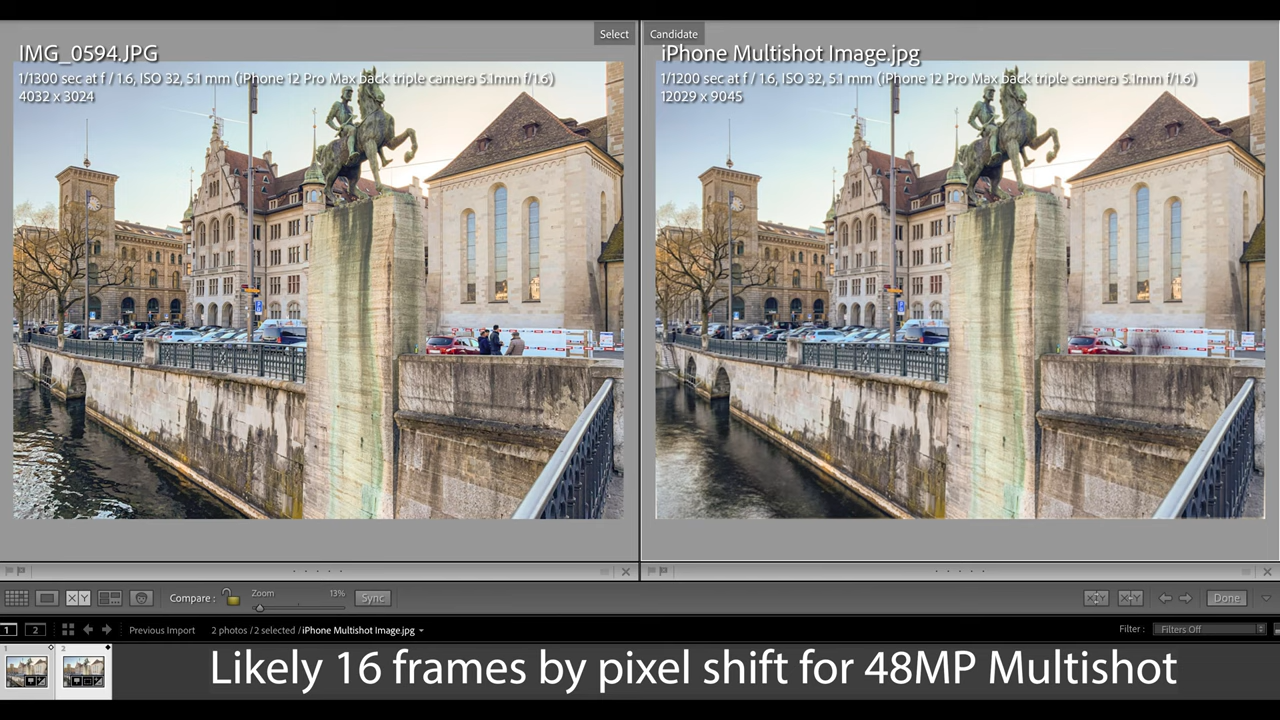 Select
Candidate
IMG_0594.JPG
1/1300 sec at f / 1.6, ISO 32, 5.1 mm (iPhone 12 Pro Max back triple camera 5.1mm f/1.6)
4032 x 3024
iPhone Multishot Image.jpg
1/1200 sec at f / 1.6, ISO 32, 5.1 mm (iPhone 12 Pro Max back triple camera 5.1mm f/1.6)
12029 x 9045
X Y
Compare :
Zoom
13%
Sync
Done
1
2
Previous Import
2 photos / 2 selected / iPhone Multishot Image.jpg
Filter :
Filters Off
1
2
Likely 16 frames by pixel shift for 48MP Multishot